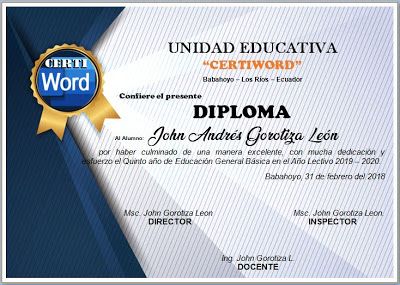 CERTI
Word
UNIDAD EDUCATIVA
“CERTIWORD”
Babahoyo – Los Ríos – Ecuador
Confiere el presente
DIPLOMA
Al Alumno: John Andrés Gorotiza León
por haber culminado de una manera excelente, con mucha dedicación y
esfuerzo el Quinto año de Educación General Básica en el Año Lectivo 2019 – 2020.
Babahoyo, 31 de febrero del 2018
Msc. John Gorotiza Leon
DIRECTOR
Msc. John Gorotiza Leon.
INSPECTOR
Ing. John Gorotiza L.
DOCENTE